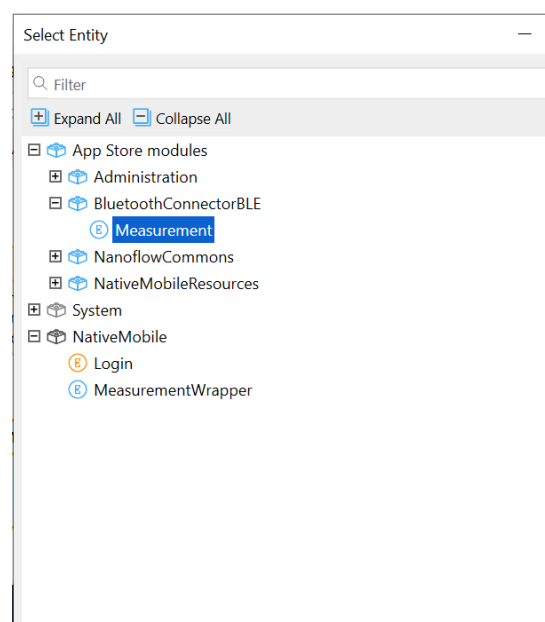 Select Entity
Filter
Expand All Collapse All
App Store modules
Administration
BluetoothConnectorBLE
E Measurement
NanoflowCommons
NativeMobileResources
System
NativeMobile
E Login
E MeasurementWrapper